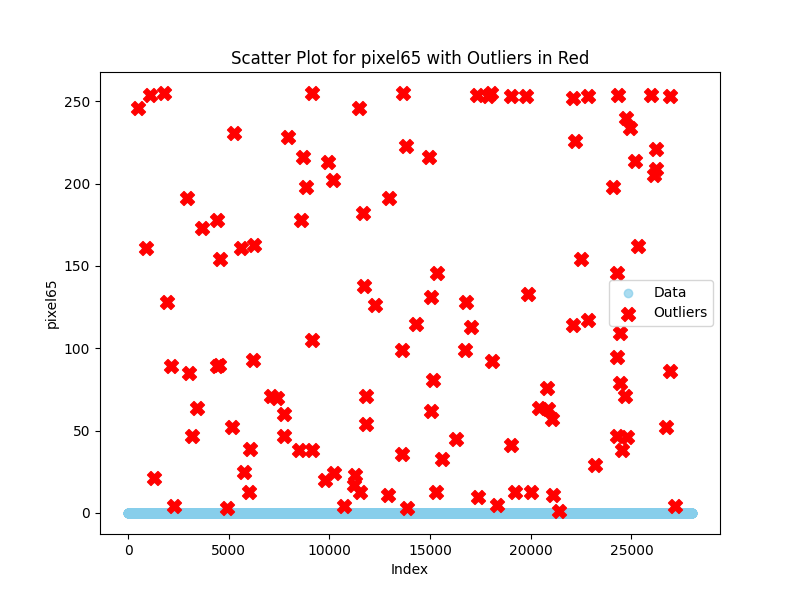 Scatter Plot for pixel65 with Outliers in Red
250
200
150
100
50
0
pixel65
Data
Outliers
0 5000 10000 15000 20000 25000
Index